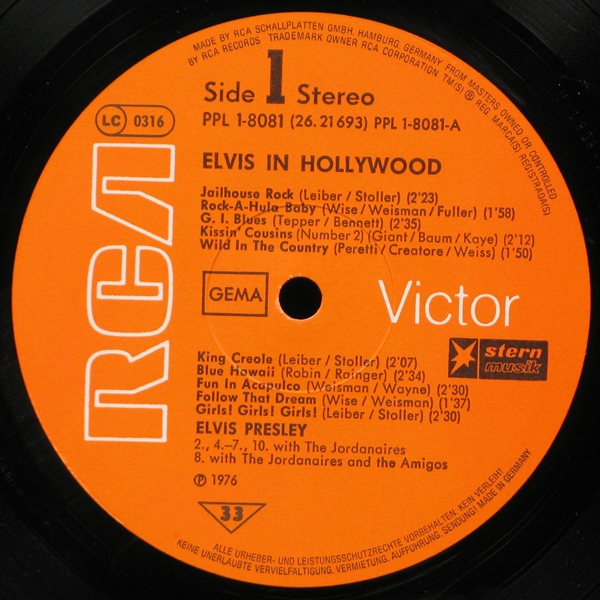 MADE BY RCA SCHALLPLATTEN GMBH, HAMBURG, GERMANY FROM MASTERS OWNED OR CONTROLLED
BY RCA RECORDS TRADEMARK OWNER RCA CORPORATION. TM(S) ® REG. MARCA(S) REGISTRADA(S)
Side 1 Stereo
PPL 1-8081 (26.21693) PPL 1-8081-A
LC 0316
ELVIS IN HOLLYWOOD
Jailhouse Rock (Leiber / Stoller) (2'23)
Rock-A-Hula Baby (Wise / Weisman / Fuller) (1'58)
G. I. Blues (Tepper / Bennett) (2'35)
Kissin' Cousins (Number 2) (Giant / Baum / Kaye) (2'12)
Wild In The Country (Peretti / Creatore / Weiss) (1'50)
RCA
GEMA
Victor
stern
musik
King Creole (Leiber / Stoller) (2'07)
Blue Hawaii (Robin / Rainger) (2'34)
Fun In Acapulco (Weisman / Wayne) (2'30)
Follow That Dream (Wise / Weisman) (1'37)
Girls! Girls! Girls! (Leiber / Stoller) (2'30)
ELVIS PRESLEY
2., 4.–7., 10. with The Jordanaires
8. with The Jordanaires and the Amigos
℗ 1976
33
ALLE URHEBER- UND LEISTUNGSSCHUTZRECHTE VORBEHALTEN. KEIN VERLEIH!
KEINE UNERLAUBTE VERVIELFÄLTIGUNG, VERMIETUNG, AUFFÜHRUNG, SENDUNG! MADE IN GERMANY